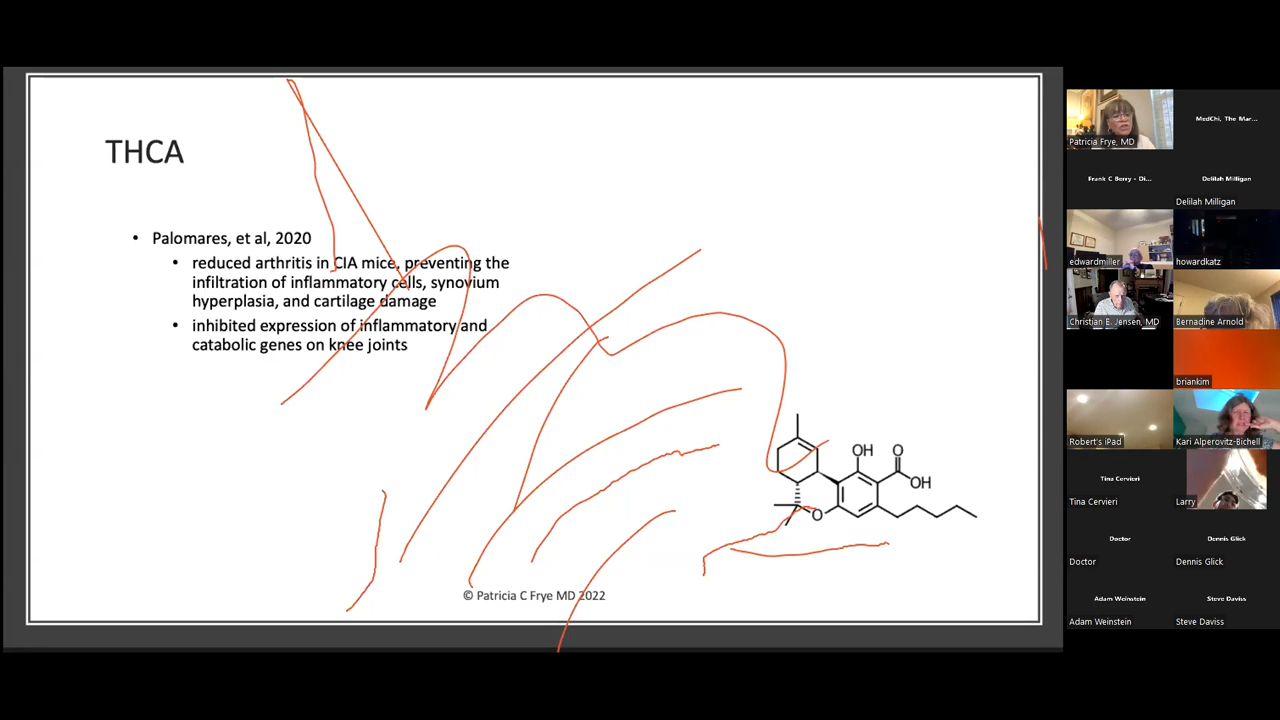 THCA
• Palomares, et al, 2020
• reduced arthritis in CIA mice, preventing the
infiltration of inflammatory cells, synovium
hyperplasia, and cartilage damage
• inhibited expression of inflammatory and
catabolic genes on knee joints
OH
O
OH
O
© Patricia C Frye MD 2022
Patricia Frye, MD
MedChi, The Mar...
Frank C Berry - Di...
Delilah Milligan
Delilah Milligan
edwardmiller
howardkatz
Christian E. Jensen, MD
Bernadine Arnold
briankim
Robert's iPad
Kari Alperovitz-Bichell
Tina Cervieri
Tina Cervieri
Larry
Doctor
Doctor
Dennis Glick
Dennis Glick
Adam Weinstein
Adam Weinstein
Steve Daviss
Steve Daviss